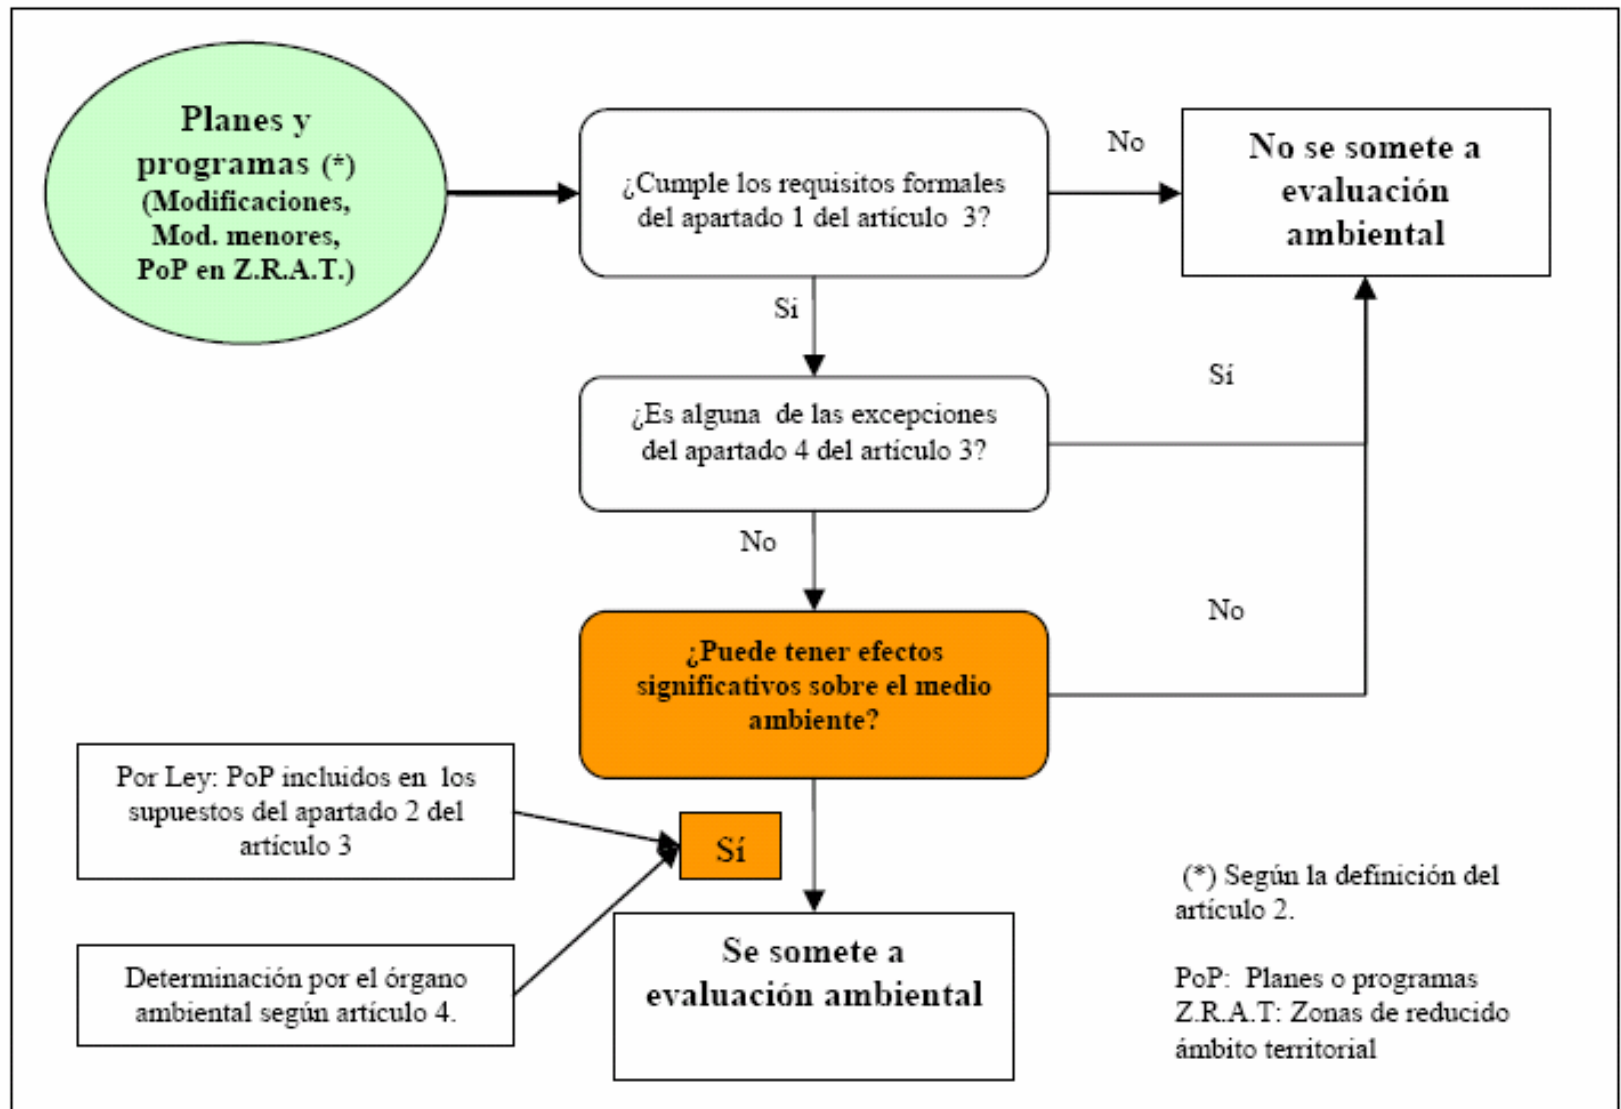 Planes y
programas (*)
(Modificaciones,
Mod. menores,
PoP en Z.R.A.T.)
¿Cumple los requisitos formales
del apartado 1 del artículo 3?
No
No se somete a
evaluación
ambiental
Sí
¿Es alguna de las excepciones
del apartado 4 del artículo 3?
Sí
No
¿Puede tener efectos
significativos sobre el medio
ambiente?
No
Por Ley: PoP incluidos en los
supuestos del apartado 2 del
artículo 3
Sí
Determinación por el órgano
ambiental según artículo 4.
Se somete a
evaluación ambiental
(*) Según la definición del
artículo 2.
PoP: Planes o programas
Z.R.A.T: Zonas de reducido
ámbito territorial